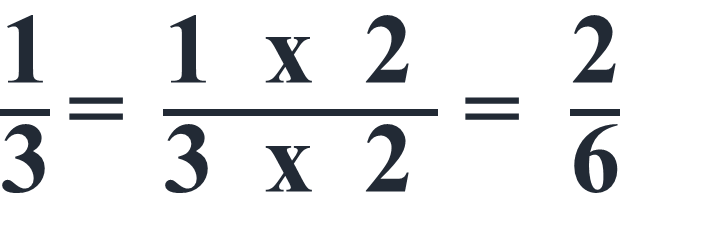 1 1 x 2 2
= =
3 3 x 2 6